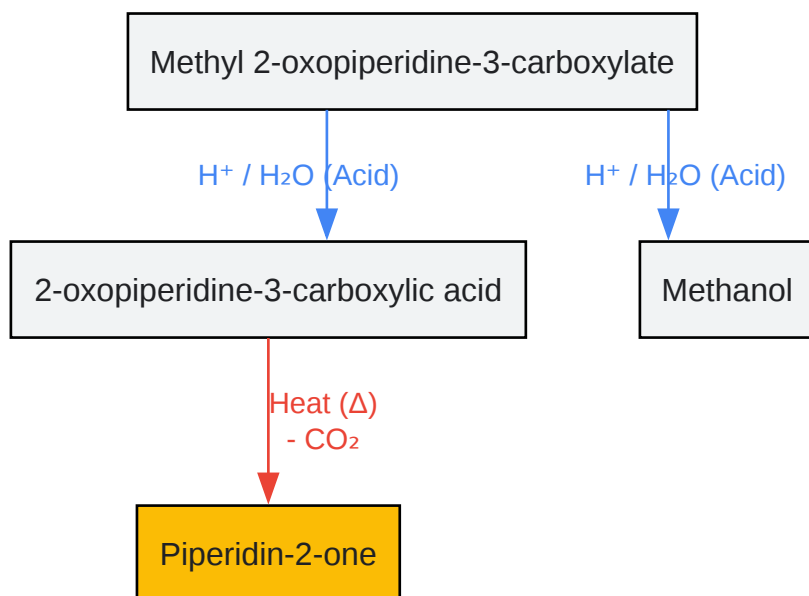 Methyl 2-oxopiperidine-3-carboxylate
H⁺ / H₂O (Acid)
H⁺ / H₂O (Acid)
2-oxopiperidine-3-carboxylic acid
Methanol
Heat (Δ)
- CO₂
Piperidin-2-one